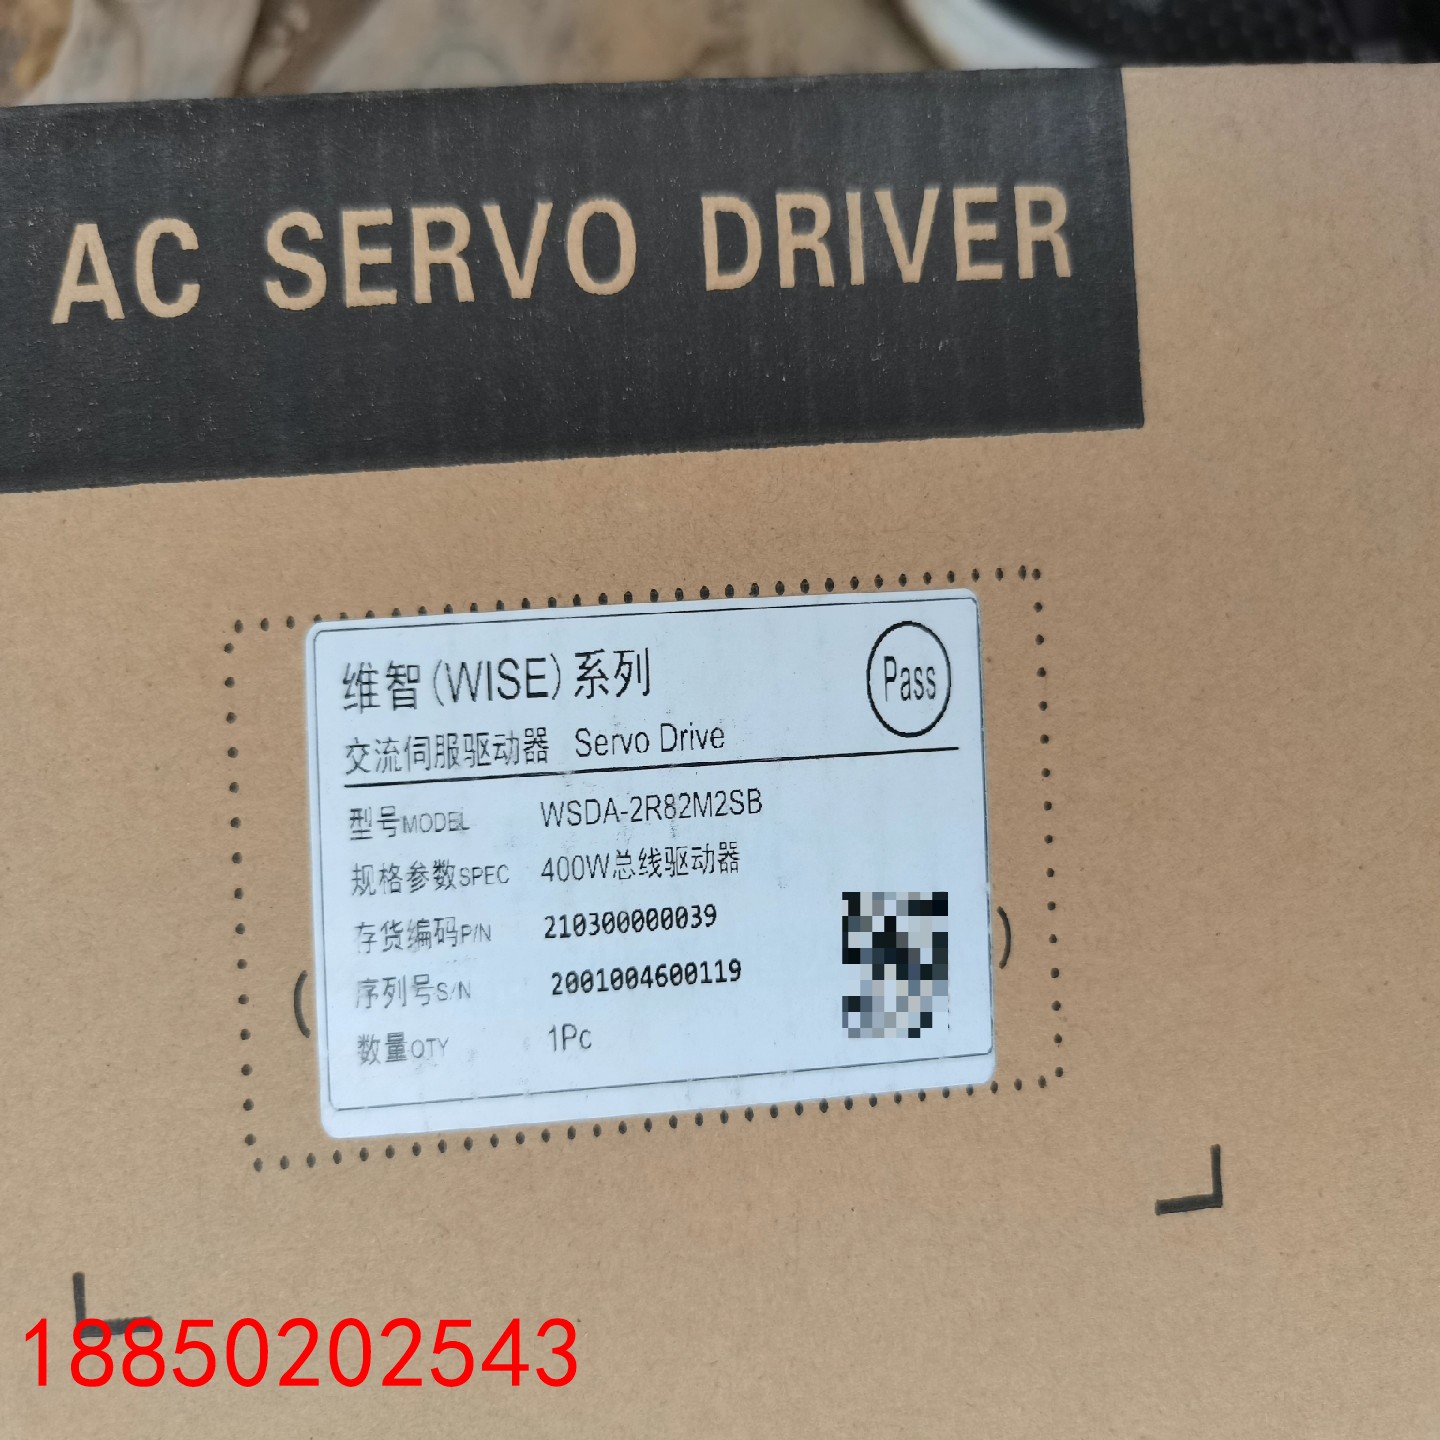 AC SERVO DRIVER
维智(WISE)系列
Pass
交流伺服驱动器 Servo Drive
型号MODEL WSDA-2R82M2SB
规格参数SPEC 400W总线驱动器
存货编码P/N 210300000039
序列号S/N 2001004600119
数量QTY 1Pc
18850202543